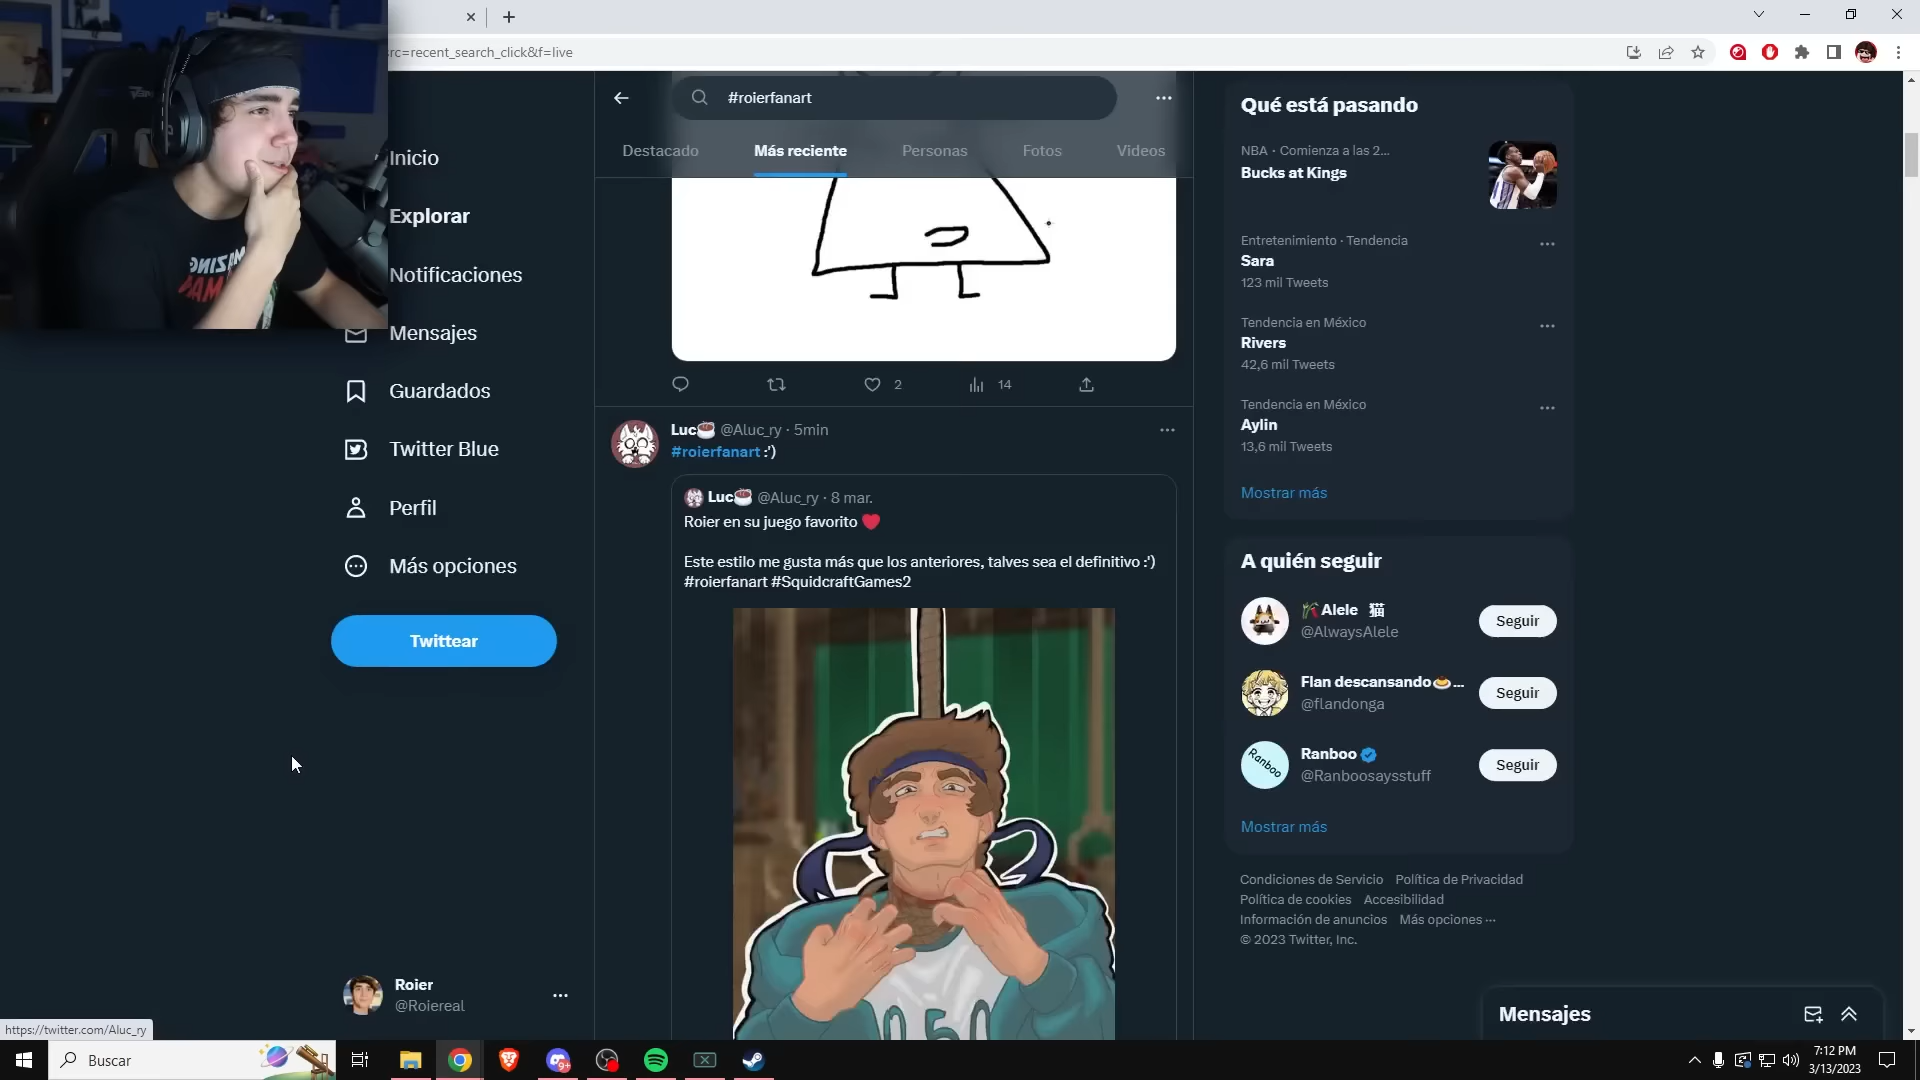 rc=recent_search_click&f=live
#roierfanart
Destacado
Más reciente
Personas
Fotos
Videos
Inicio
Explorar
Notificaciones
Mensajes
Guardados
Twitter Blue
Perfil
Más opciones
Twittear
Roier
@Roiereal
2
14
Luc @Aluc_ry · 5min
#roierfanart :')
Luc @Aluc_ry · 8 mar.
Roier en su juego favorito
Este estilo me gusta más que los anteriores, talves sea el definitivo :')
#roierfanart #SquidcraftGames2
050
Qué está pasando
NBA · Comienza a las 2...
Bucks at Kings
Entretenimiento · Tendencia
Sara
123 mil Tweets
Tendencia en México
Rivers
42,6 mil Tweets
Tendencia en México
Aylin
13,6 mil Tweets
Mostrar más
A quién seguir
Alele 猫
@AlwaysAlele
Seguir
Flan descansando...
@flandonga
Seguir
Ranboo
Ranboo
@Ranboosaysstuff
Seguir
Mostrar más
Condiciones de Servicio Política de Privacidad
Política de cookies Accesibilidad
Información de anuncios Más opciones ···
© 2023 Twitter, Inc.
Mensajes
https://twitter.com/Aluc_ry
Buscar
9+
7:12 PM
3/13/2023